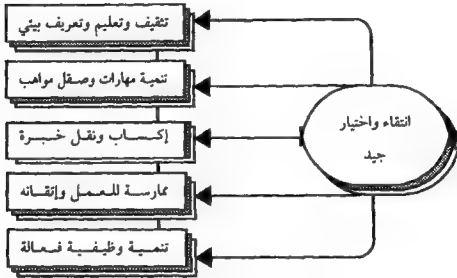 تثقيف وتعليم وتعريف بيئي
تنمية مهارات وصقل مواهب
إكساب ونقل خبرة
ممارسة للعمل وإتقانه
تنمية وظيفية فعالة
انتقاء واختيار
جيد